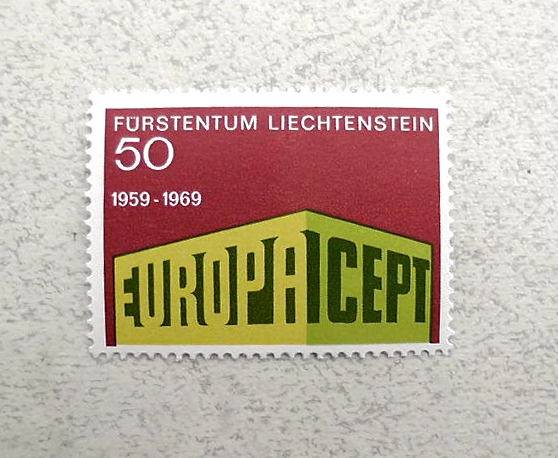 FÜRSTENTUM LIECHTENSTEIN
50
1959-1969
EUROPA CEPT